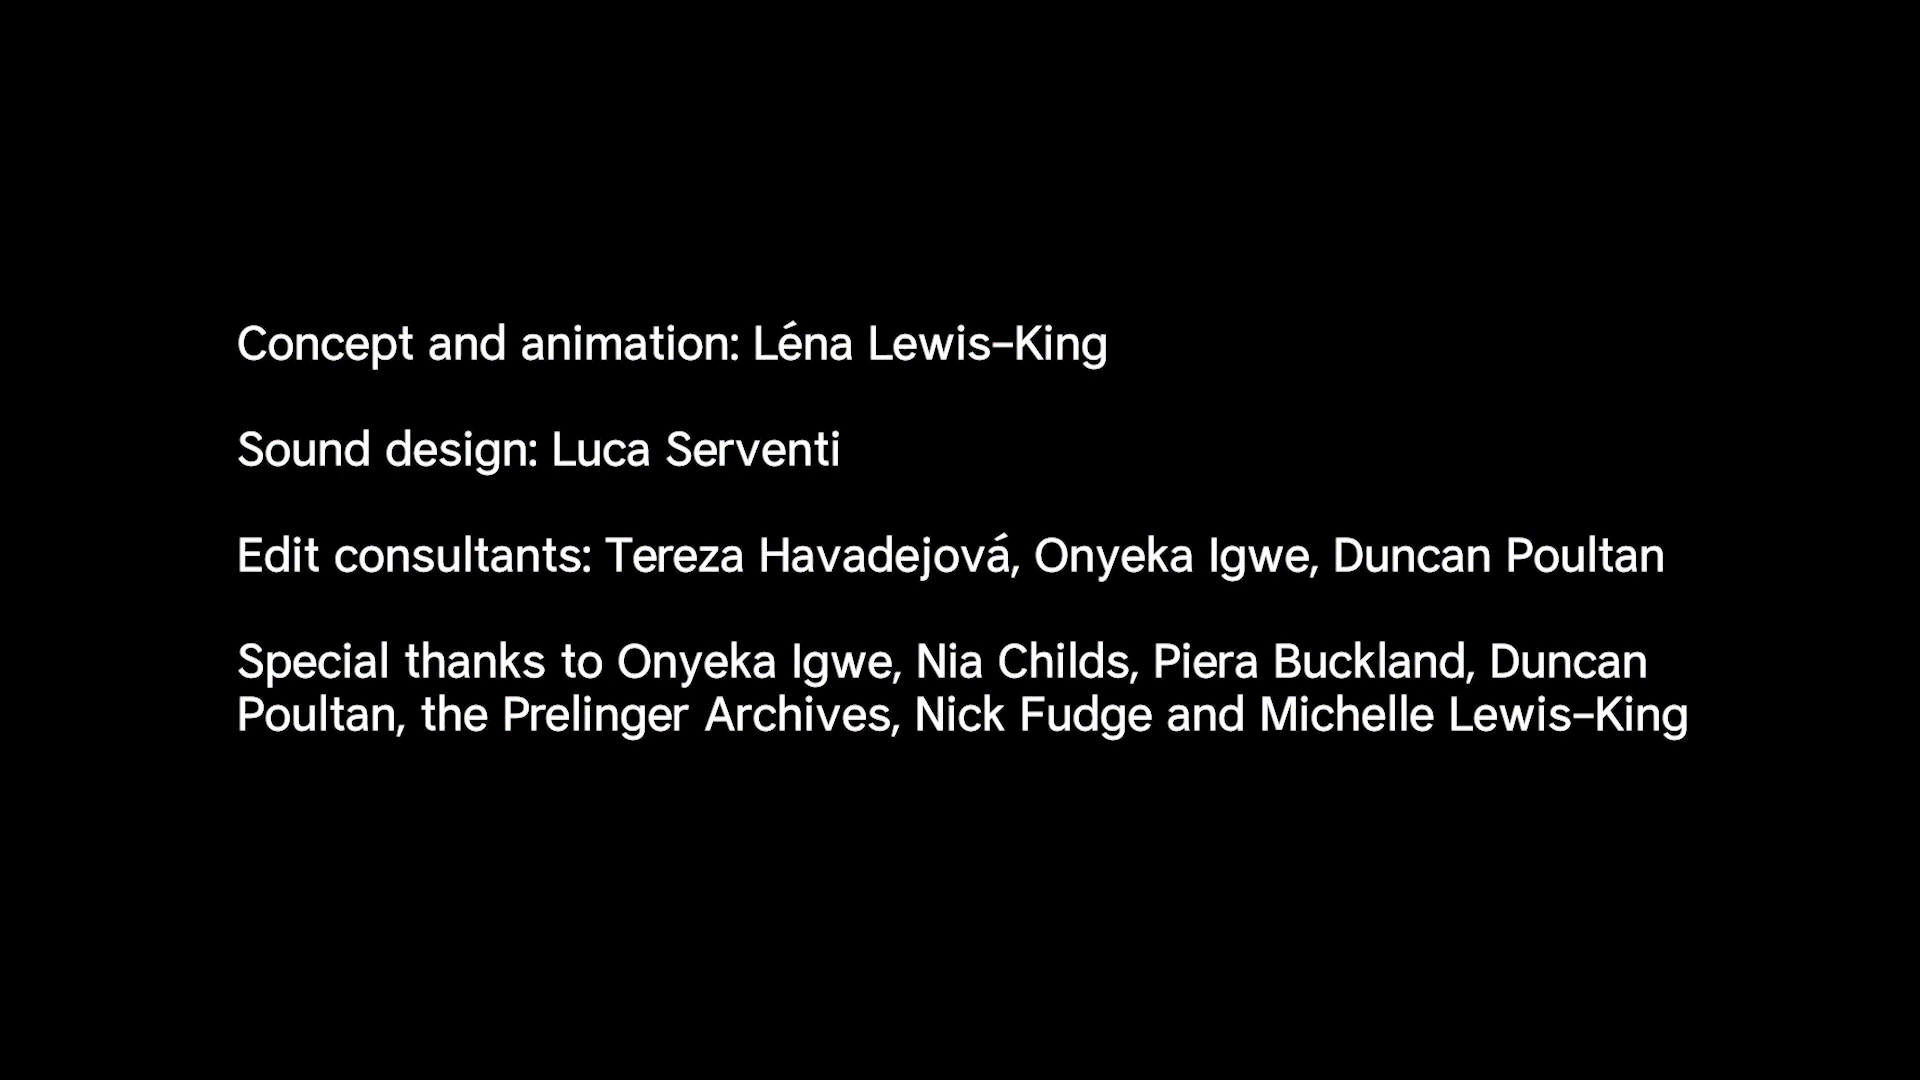 Concept and animation: Léna Lewis-King
Sound design: Luca Serventi
Edit consultants: Tereza Havadejová, Onyeka Igwe, Duncan Poultan
Special thanks to Onyeka Igwe, Nia Childs, Piera Buckland, Duncan
Poultan, the Prelinger Archives, Nick Fudge and Michelle Lewis-King